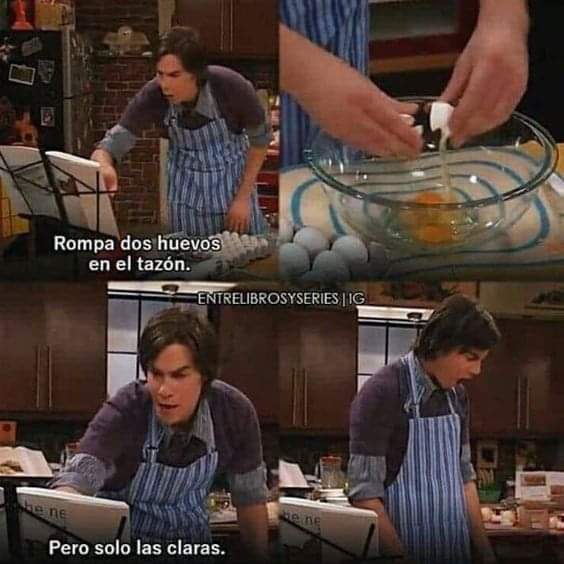 Rompa dos huevos
en el tazón.
ENTRELIBROSYSERIES | IG
Pero solo las claras.